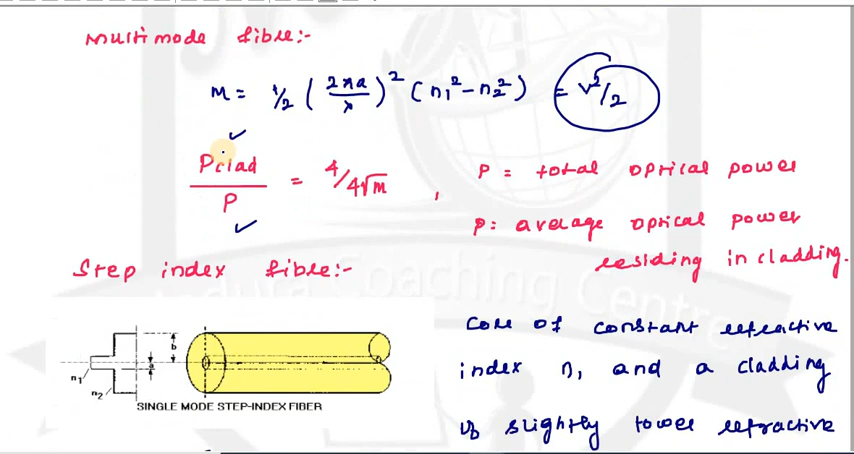 Multimode fibre:-
M = 1/2 (2πa/λ)² (n₁² - n₂²) = V²/2
Pclad/P = 4/4√M , P = total optical power
P: average optical power
residing in cladding.
Step index fibre:-
core of constant refractive
index n₁ and a cladding
of slightly lower refractive
b
a
n₁
n₂
SINGLE MODE STEP-INDEX FIBER